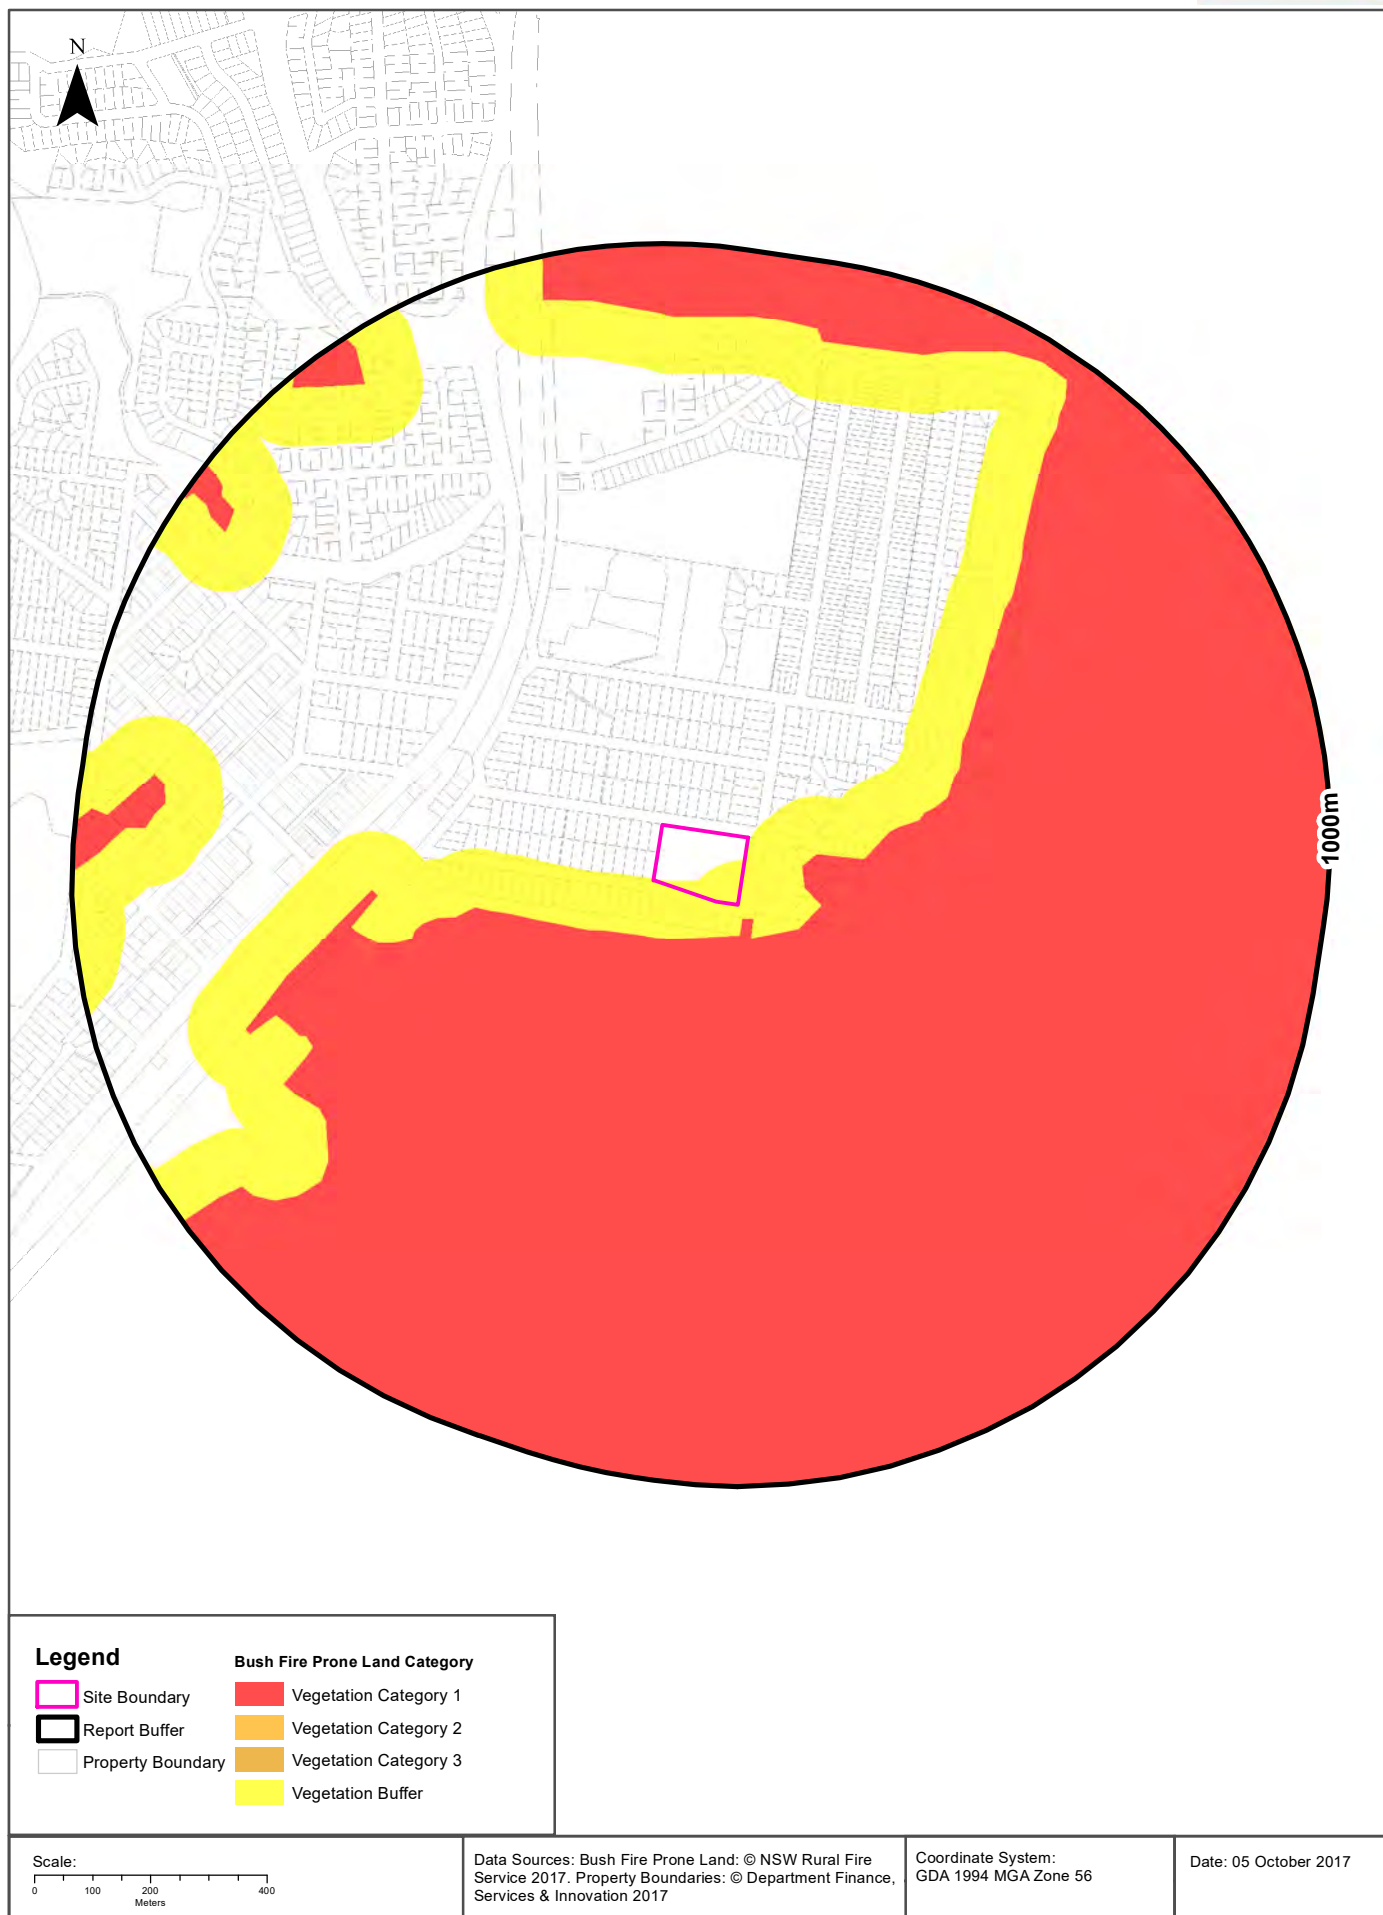 N
1000m
Legend
Site Boundary
Report Buffer
Property Boundary
Bush Fire Prone Land Category
Vegetation Category 1
Vegetation Category 2
Vegetation Category 3
Vegetation Buffer
Scale:
0 100 200 400
Meters
Data Sources: Bush Fire Prone Land: © NSW Rural Fire
Service 2017. Property Boundaries: © Department Finance,
Services & Innovation 2017
Coordinate System:
GDA 1994 MGA Zone 56
Date: 05 October 2017